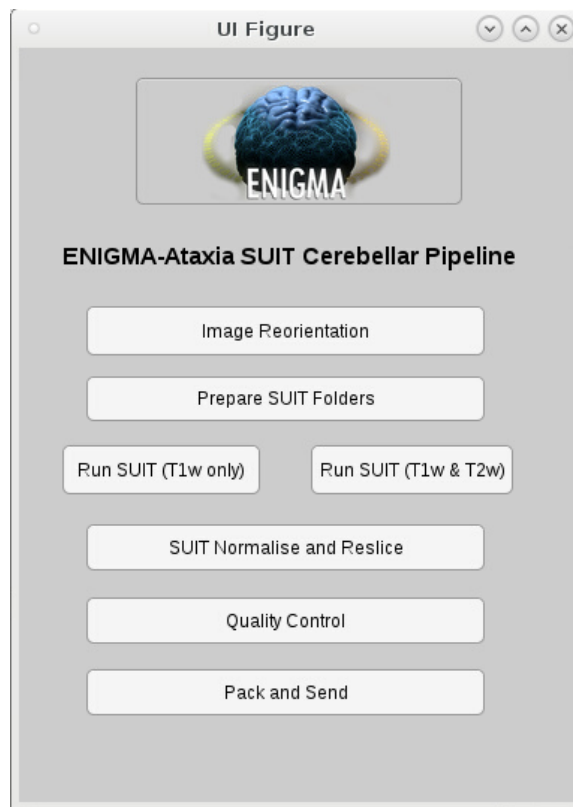 UI Figure
ENIGMA
ENIGMA-Ataxia SUIT Cerebellar Pipeline
Image Reorientation
Prepare SUIT Folders
Run SUIT (T1w only) Run SUIT (T1w & T2w)
SUIT Normalise and Reslice
Quality Control
Pack and Send